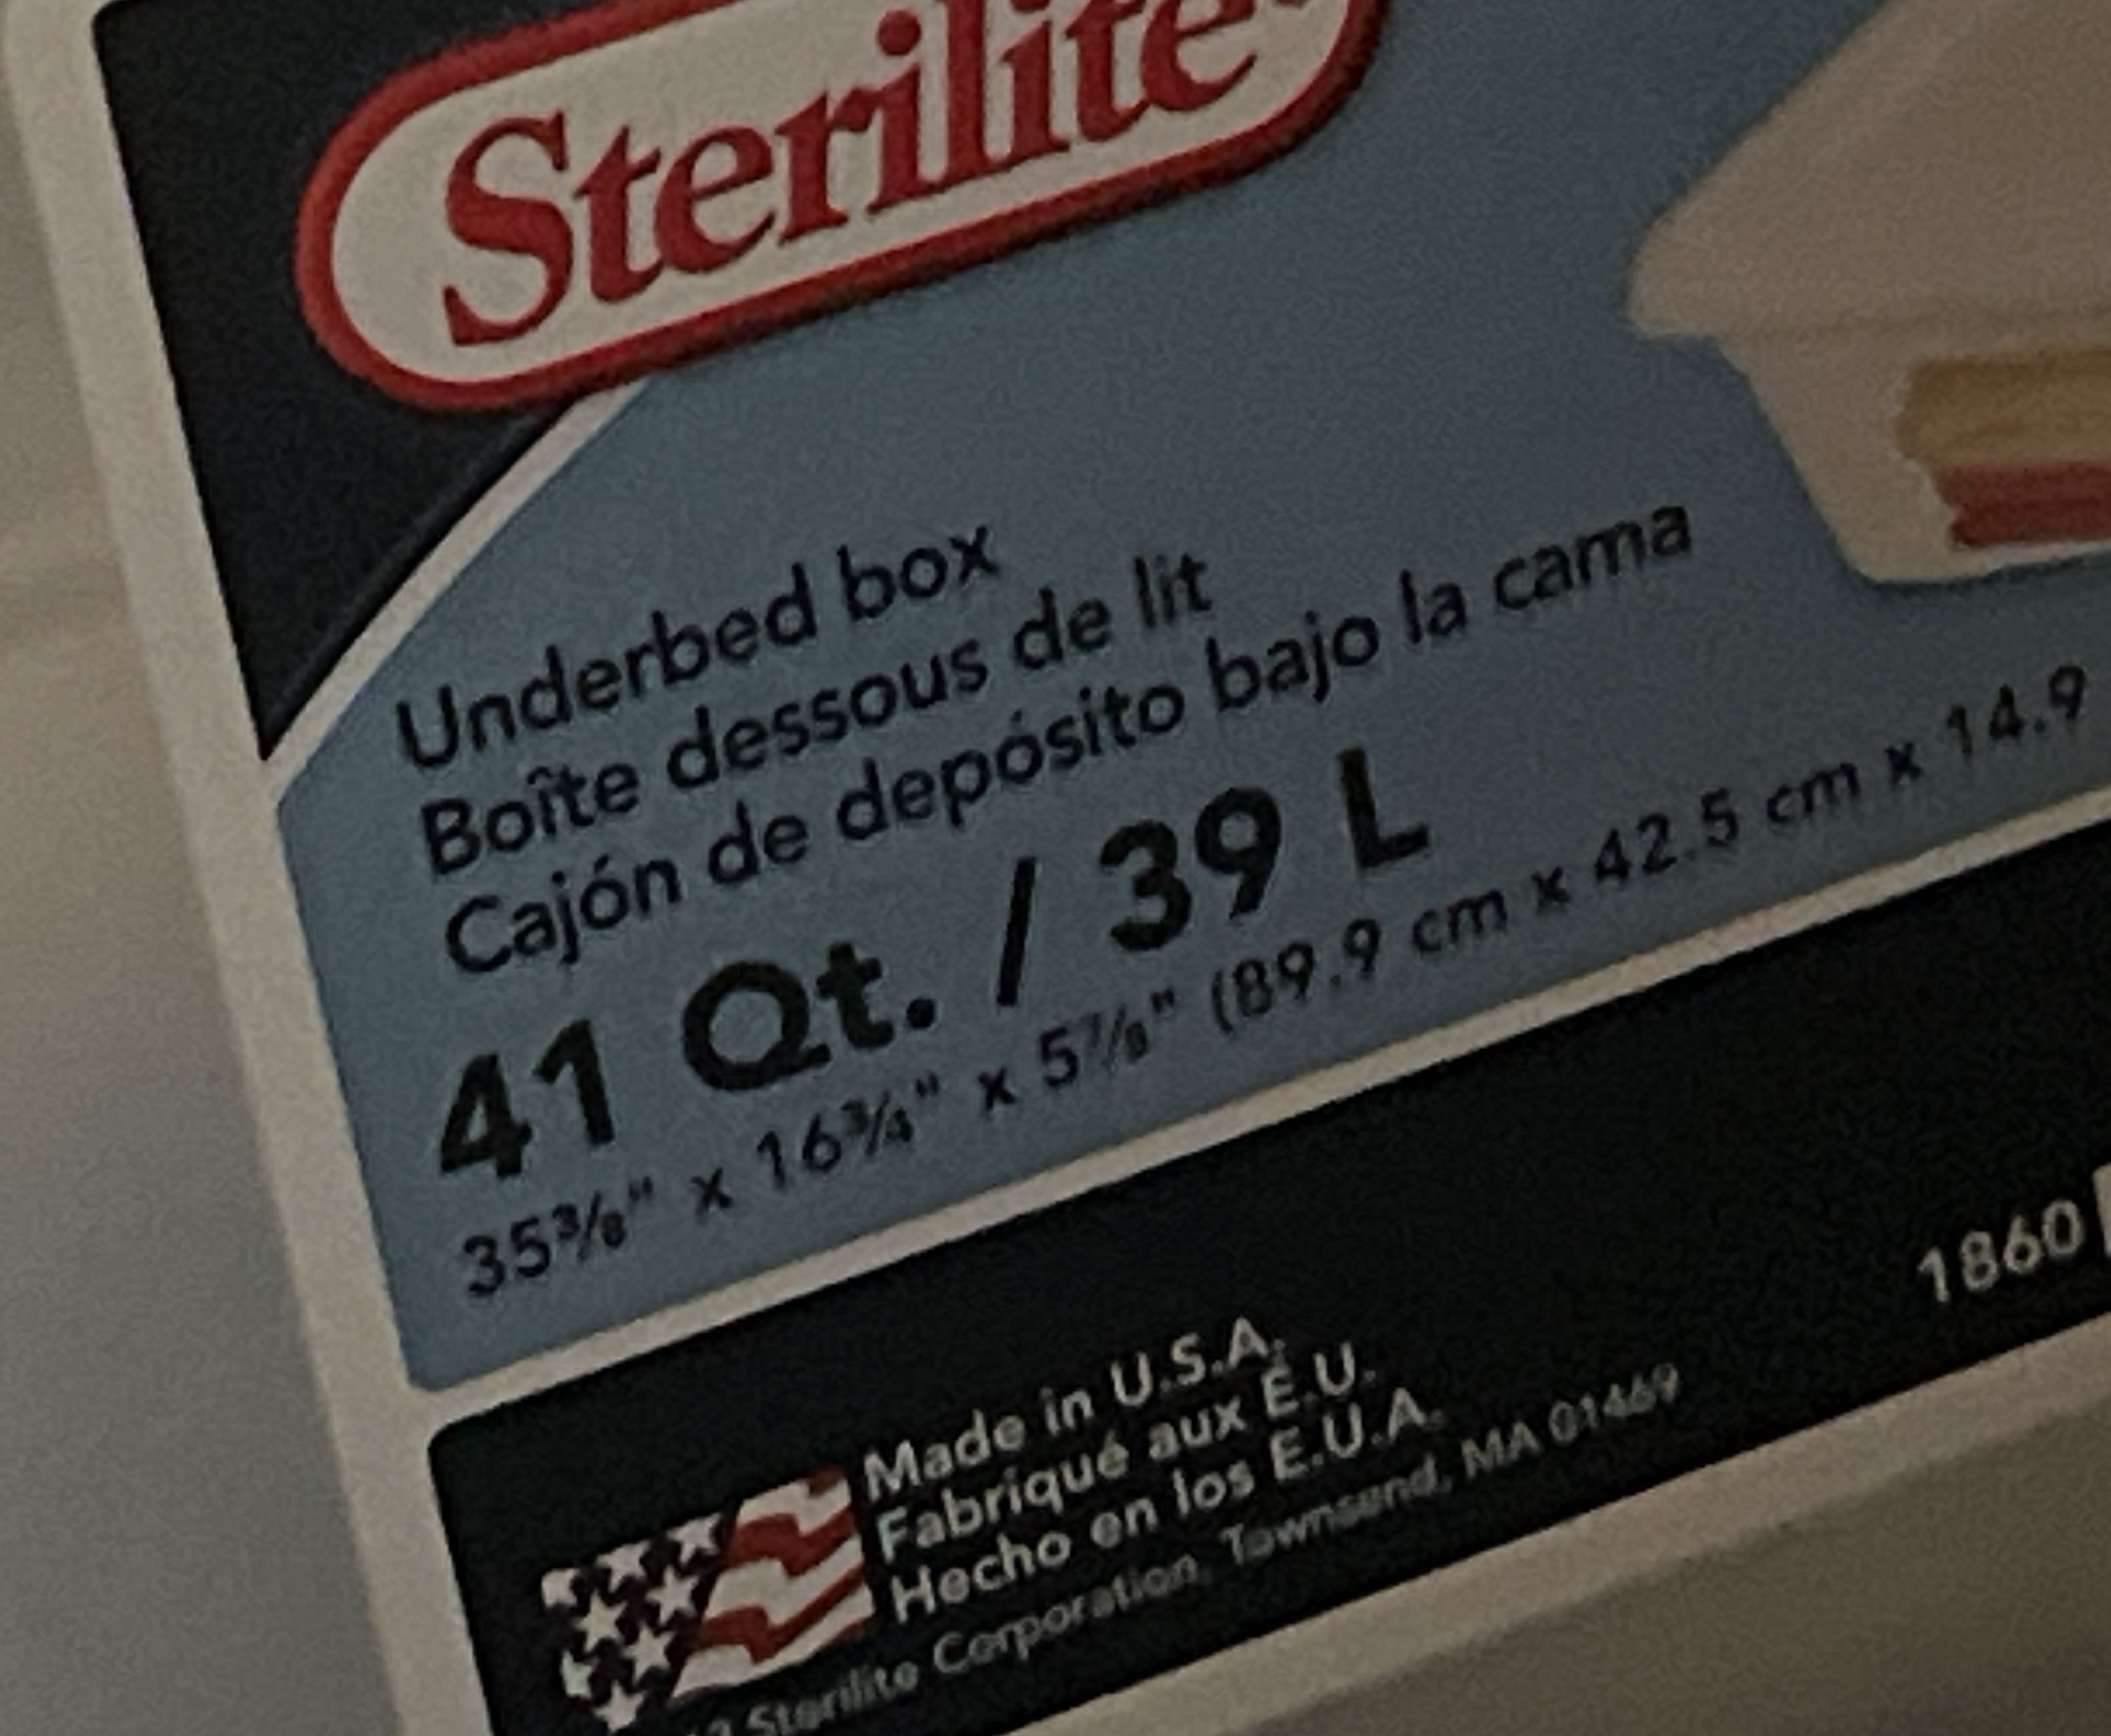 Sterilite
Underbed box
Boîte dessous de lit
Cajón de depósito bajo la cama
41 Qt. / 39 L
35⅜" x 16¾" x 5⅞" (89.9 cm x 42.5 cm x 14.9
1860
Made in U.S.A.
Fabriqué aux É.U.
Hecho en los E.U.A.
Sterilite Corporation, Townsend, MA 01469